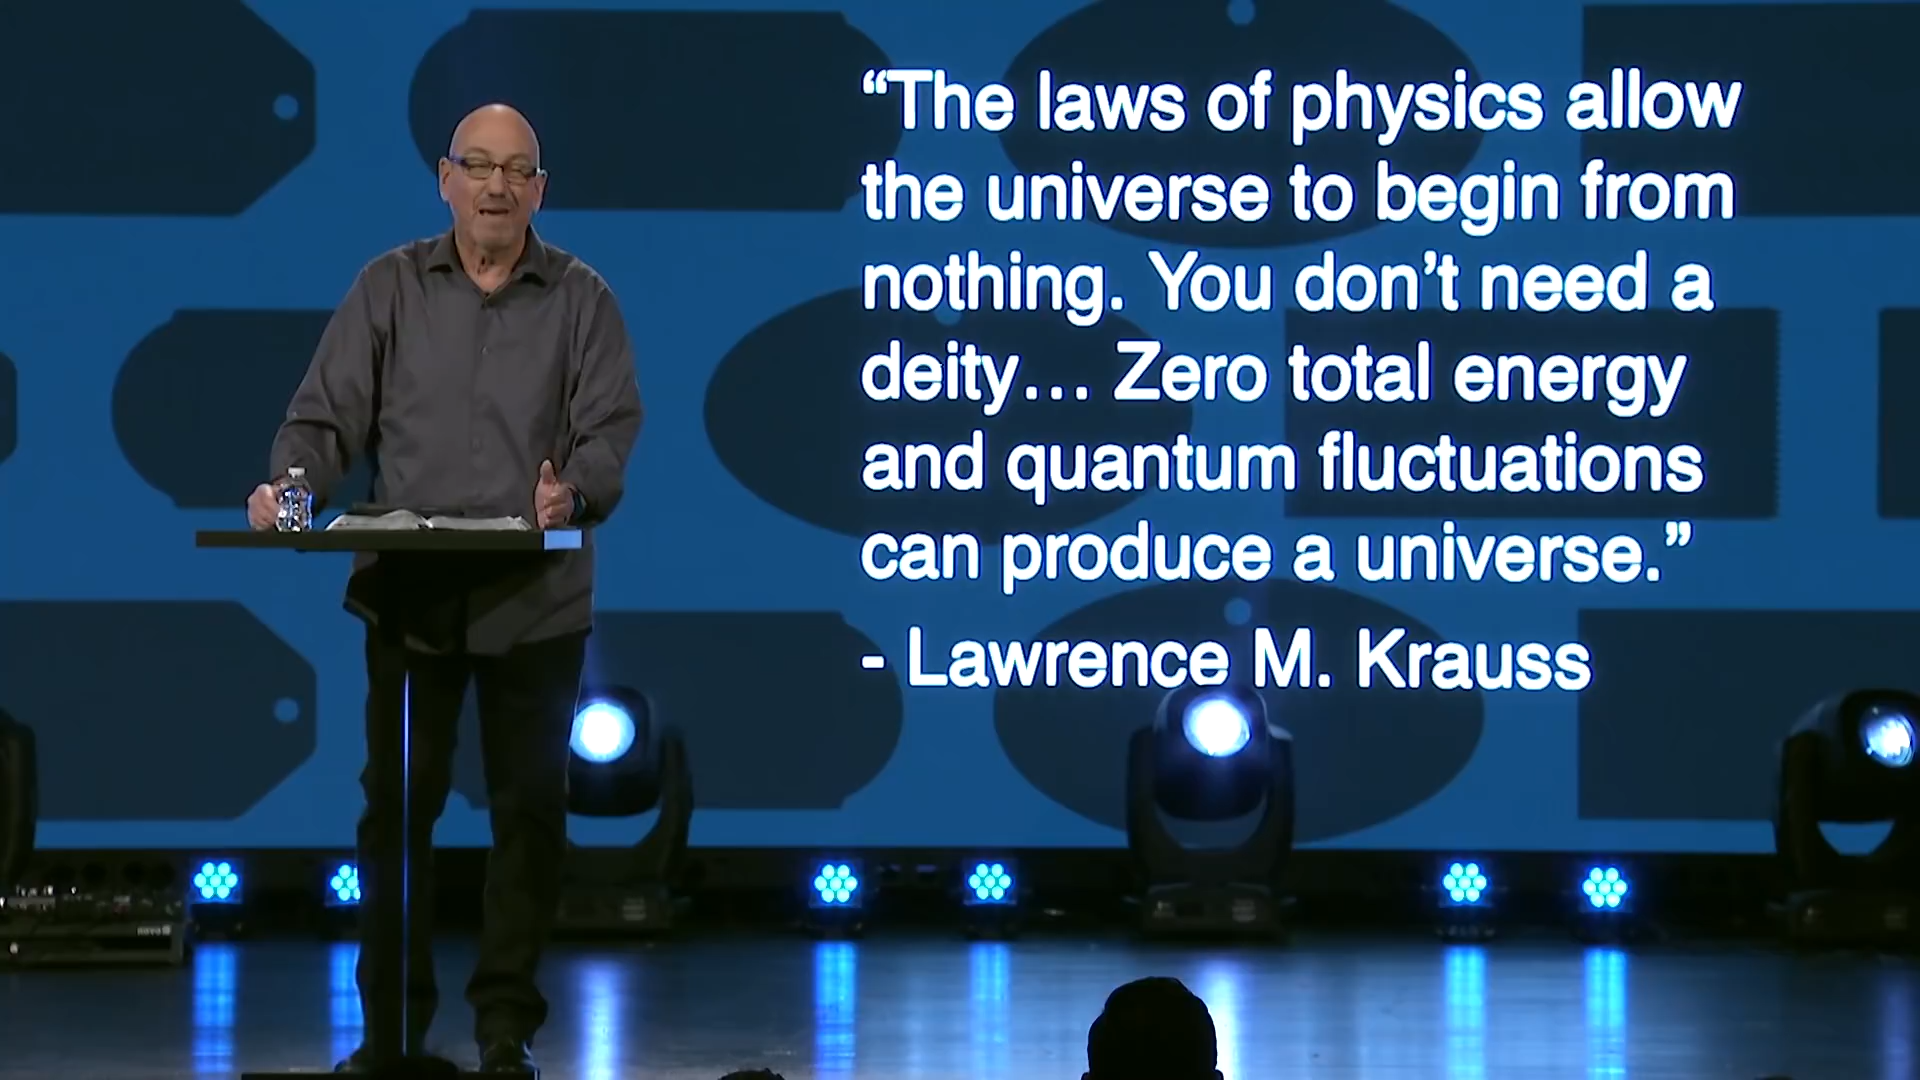 “The laws of physics allow
the universe to begin from
nothing. You don’t need a
deity… Zero total energy
and quantum fluctuations
can produce a universe.”
- Lawrence M. Krauss